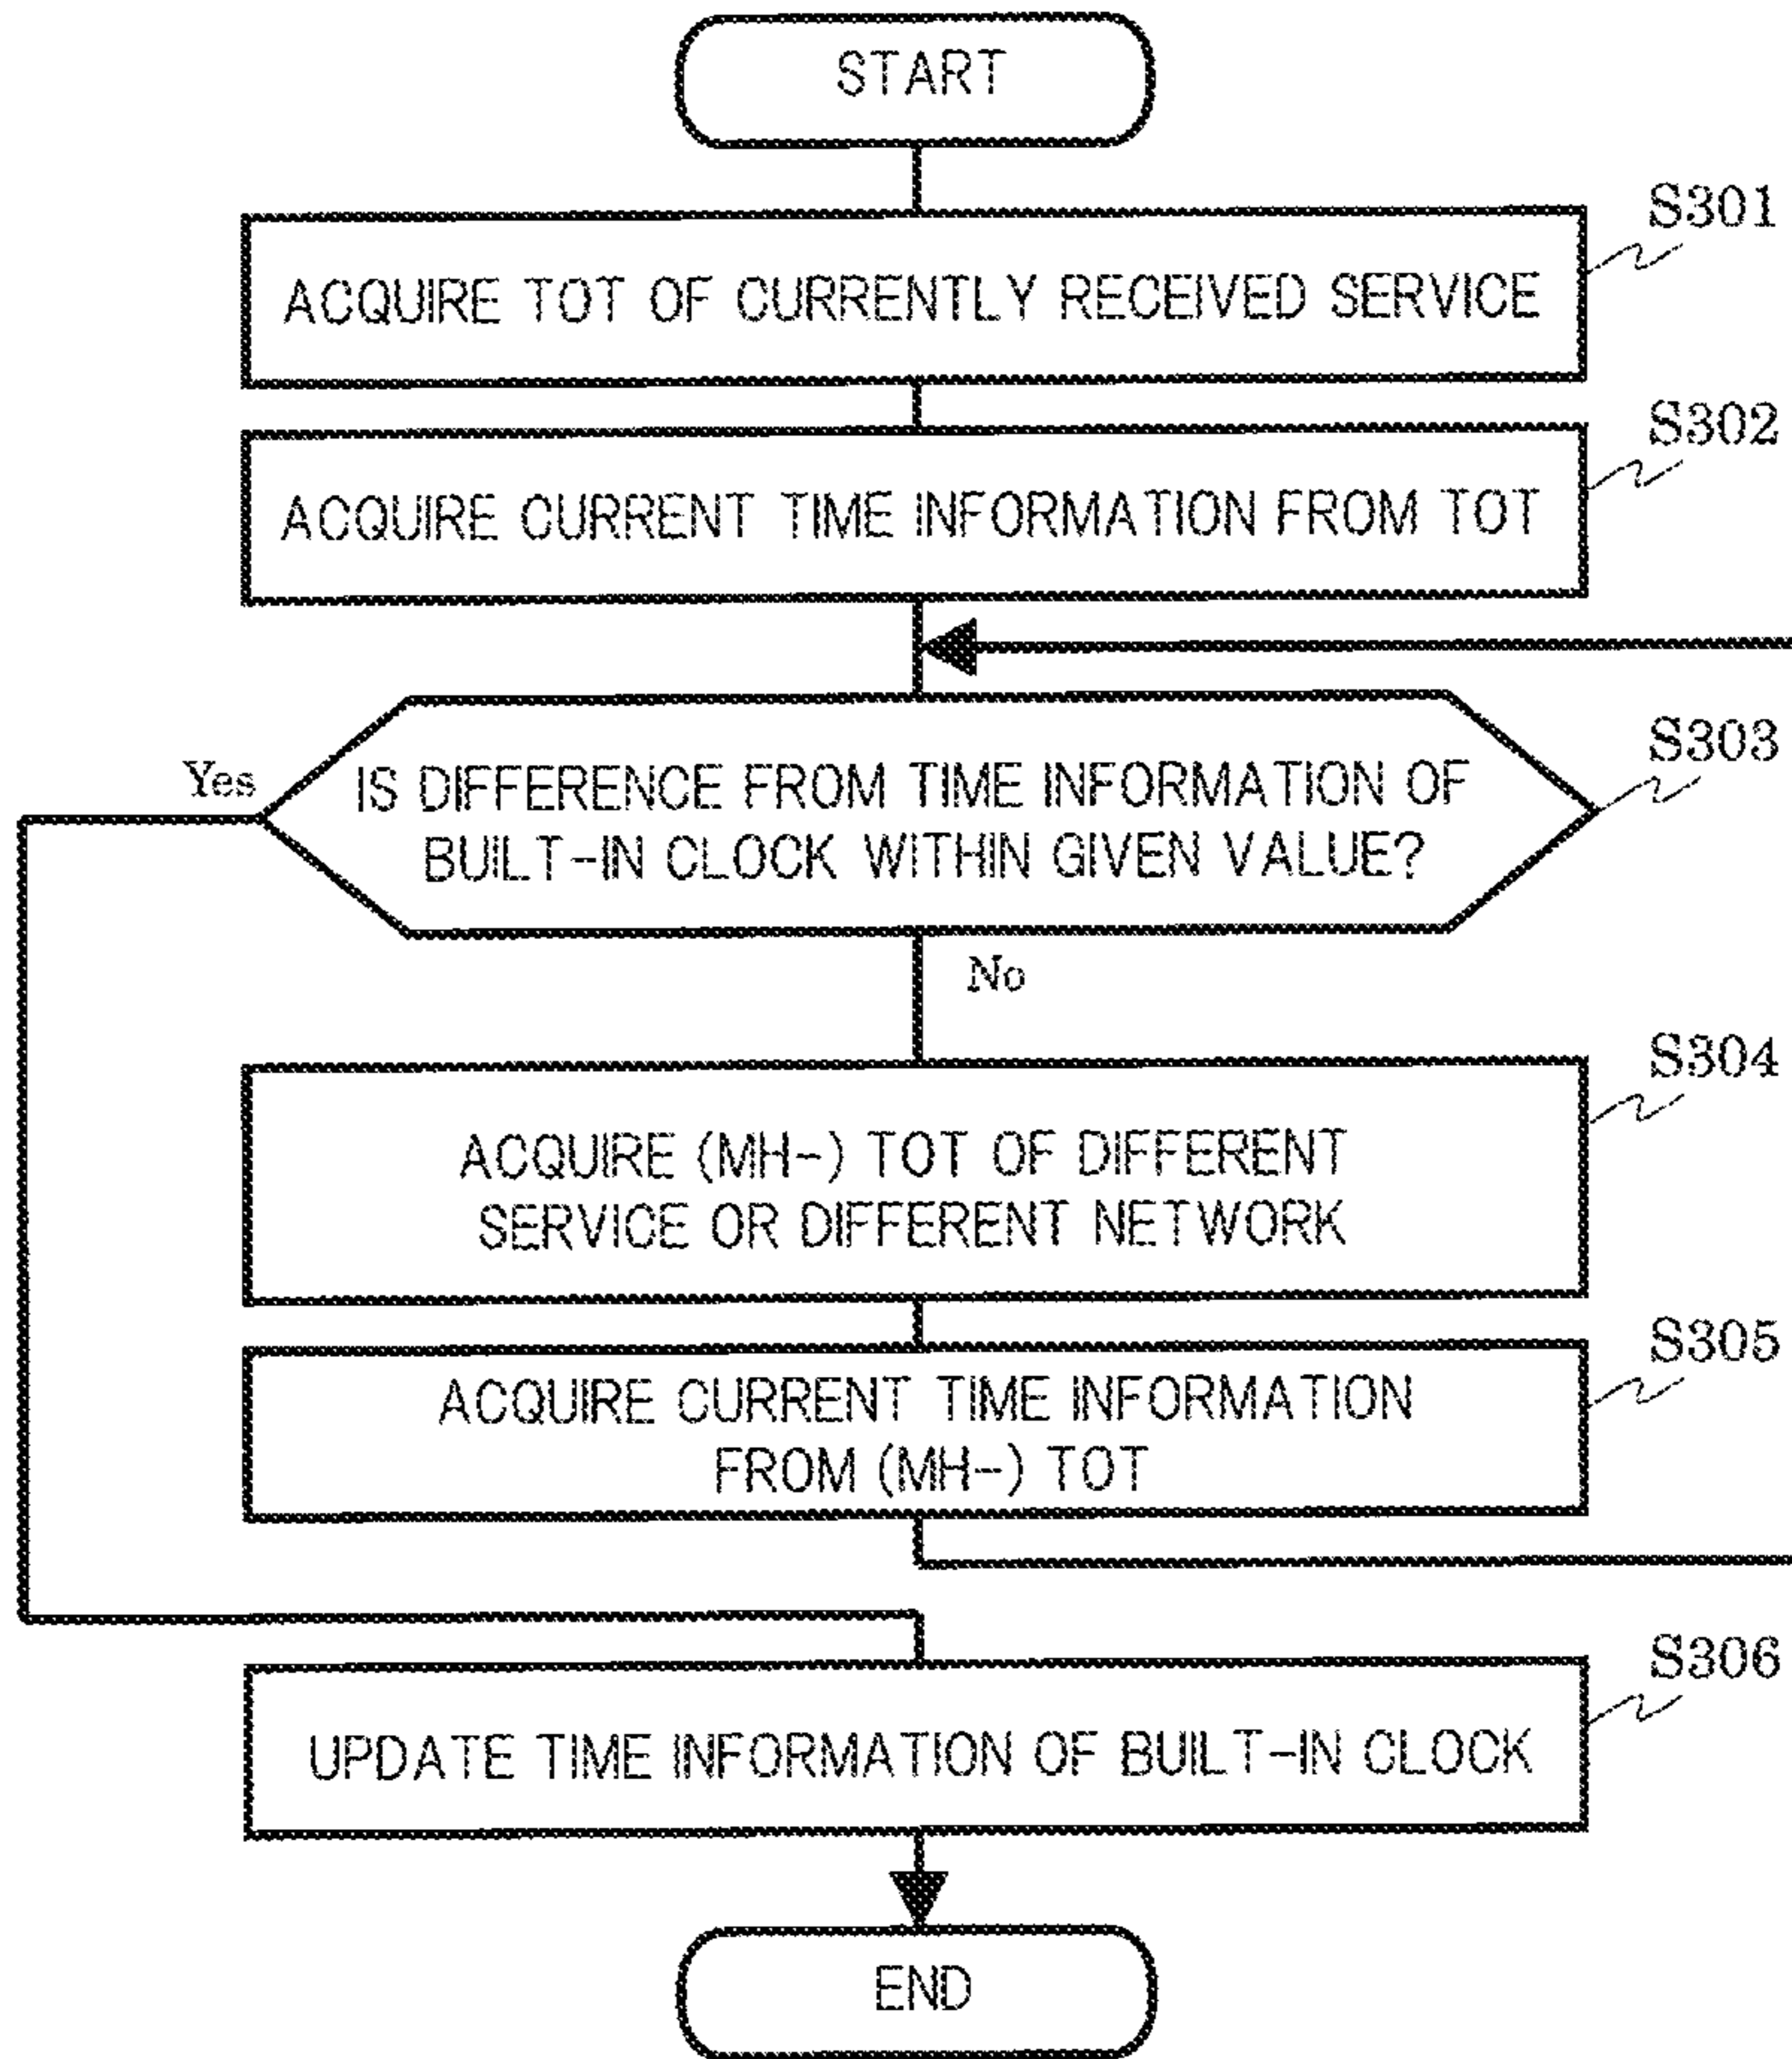 START
S301
ACQUIRE TOT OF CURRENTLY RECEIVED SERVICE
S302
ACQUIRE CURRENT TIME INFORMATION FROM TOT
S303
Yes
IS DIFFERENCE FROM TIME INFORMATION OF
BUILT-IN CLOCK WITHIN GIVEN VALUE?
No
S304
ACQUIRE (MH-) TOT OF DIFFERENT
SERVICE OR DIFFERENT NETWORK
S305
ACQUIRE CURRENT TIME INFORMATION
FROM (MH-) TOT
S306
UPDATE TIME INFORMATION OF BUILT-IN CLOCK
END